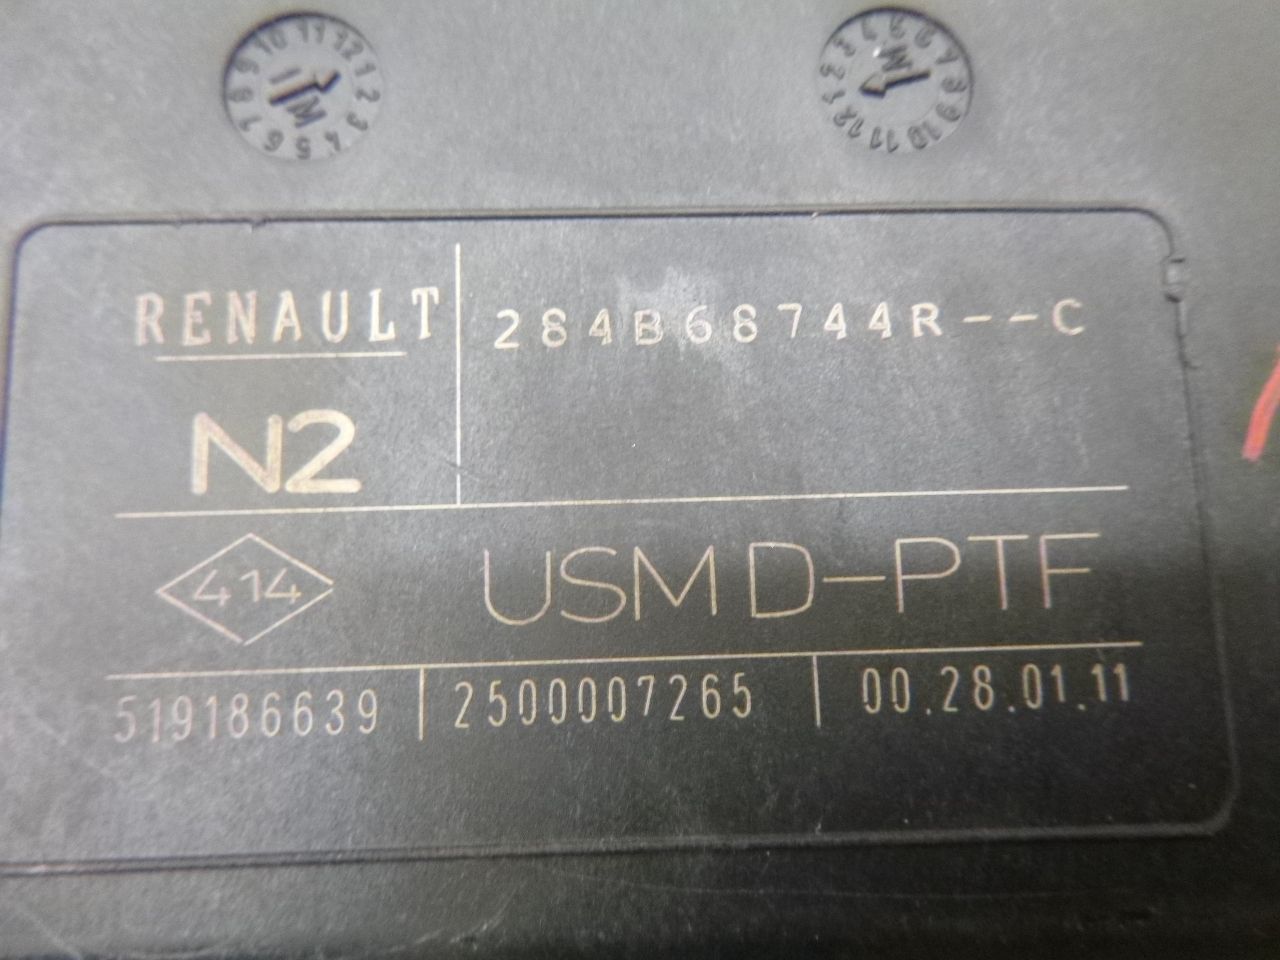 RENAULT
284B68744R--C
N2
414
USM D-PTF
519186639
2500007265
00.28.01.11